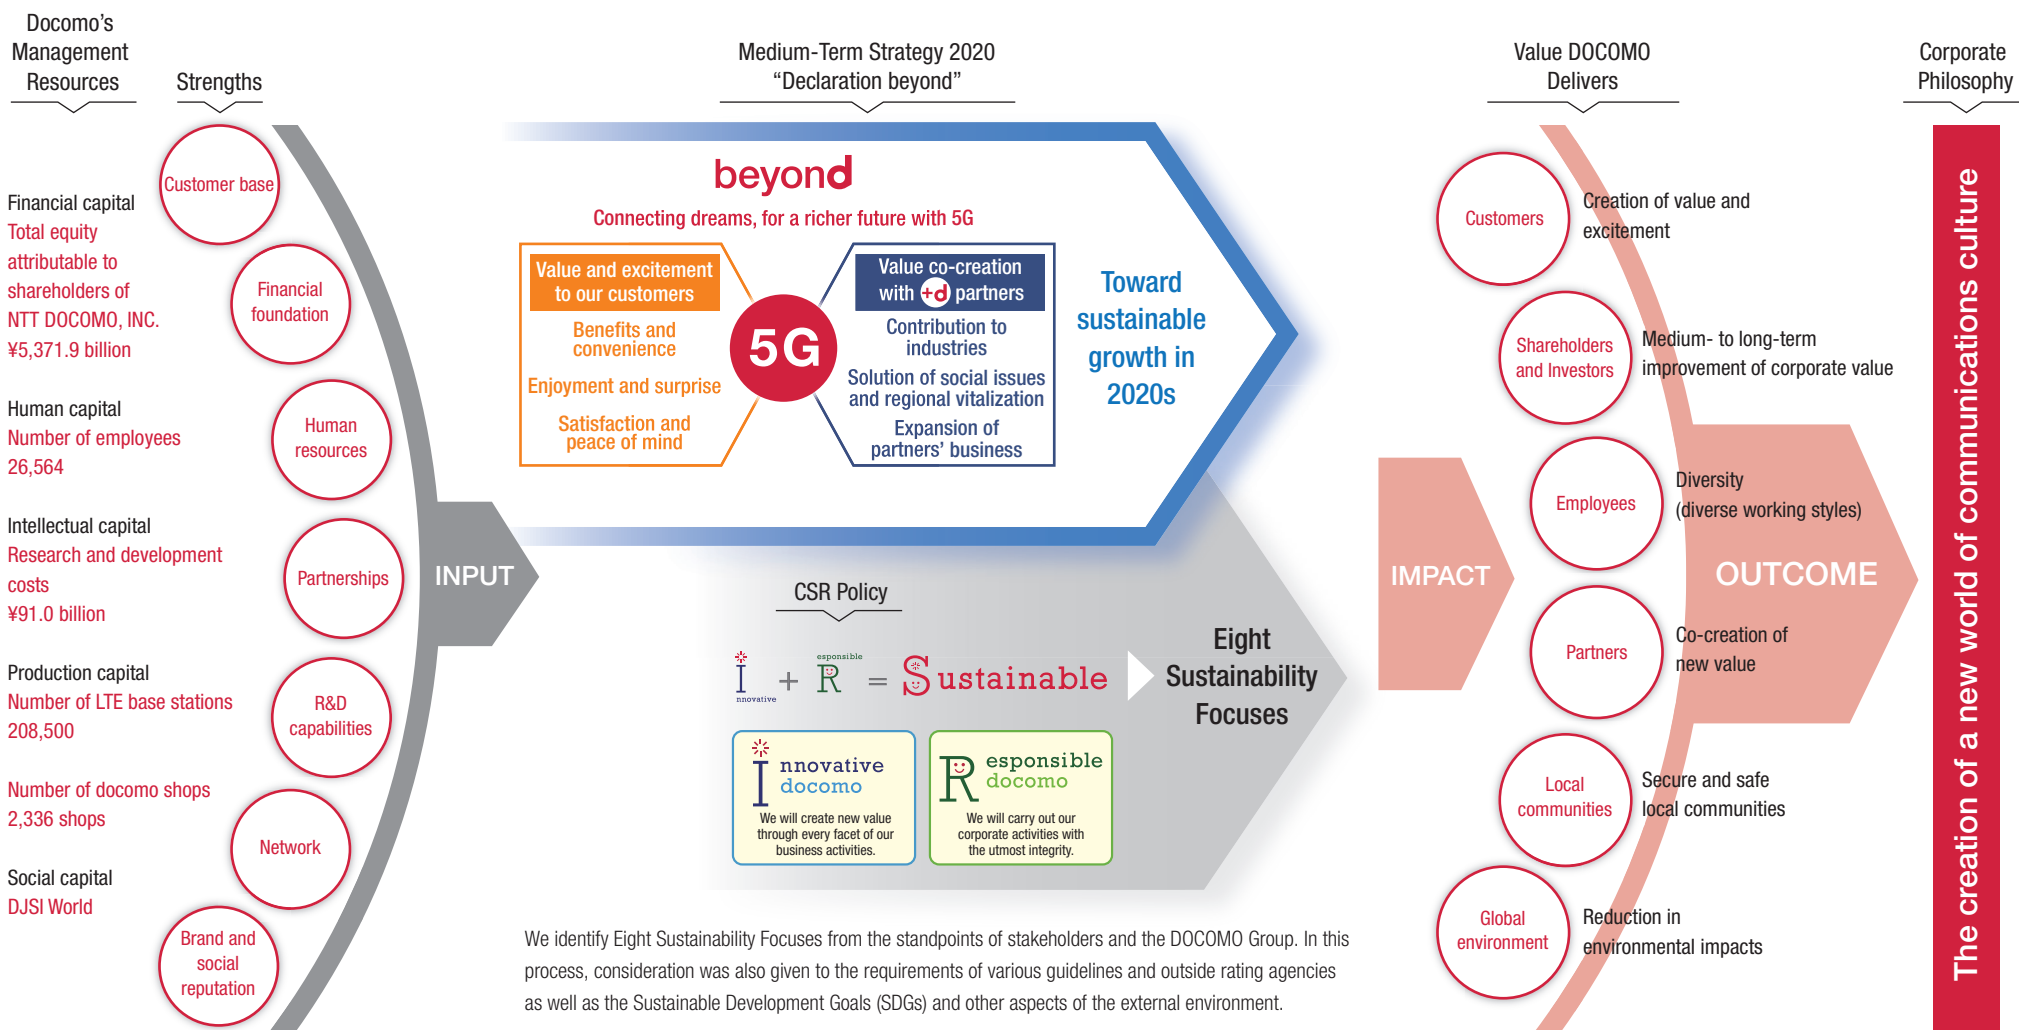 Docomo's
Management
Resources
Strengths
Medium-Term Strategy 2020
“Declaration beyond”
Value DOCOMO
Delivers
Corporate
Philosophy
Financial capital
Total equity
attributable to
shareholders of
NTT DOCOMO, INC.
¥5,371.9 billion
Human capital
Number of employees
26,564
Intellectual capital
Research and development
costs
¥91.0 billion
Production capital
Number of LTE base stations
208,500
Number of docomo shops
2,336 shops
Social capital
DJSI World
Customer base
Financial
foundation
Human
resources
Partnerships
R&D
capabilities
Network
Brand and
social
reputation
INPUT
beyond
Connecting dreams, for a richer future with 5G
Value and excitement
to our customers
Benefits and
convenience
Enjoyment and surprise
Satisfaction and
peace of mind
5G
Value co-creation
with +d partners
Contribution to
industries
Solution of social issues
and regional vitalization
Expansion of
partners' business
Toward
sustainable
growth in
2020s
CSR Policy
Innovative + Responsible = Sustainable
Eight
Sustainability
Focuses
Innovative
docomo
We will create new value
through every facet of our
business activities.
Responsible
docomo
We will carry out our
corporate activities with
the utmost integrity.
We identify Eight Sustainability Focuses from the standpoints of stakeholders and the DOCOMO Group. In this
process, consideration was also given to the requirements of various guidelines and outside rating agencies
as well as the Sustainable Development Goals (SDGs) and other aspects of the external environment.
IMPACT
Customers
Creation of value and
excitement
Shareholders
and Investors
Medium- to long-term
improvement of corporate value
Employees
Diversity
(diverse working styles)
Partners
Co-creation of
new value
Local
communities
Secure and safe
local communities
Global
environment
Reduction in
environmental impacts
OUTCOME
The creation of a new world of communications culture